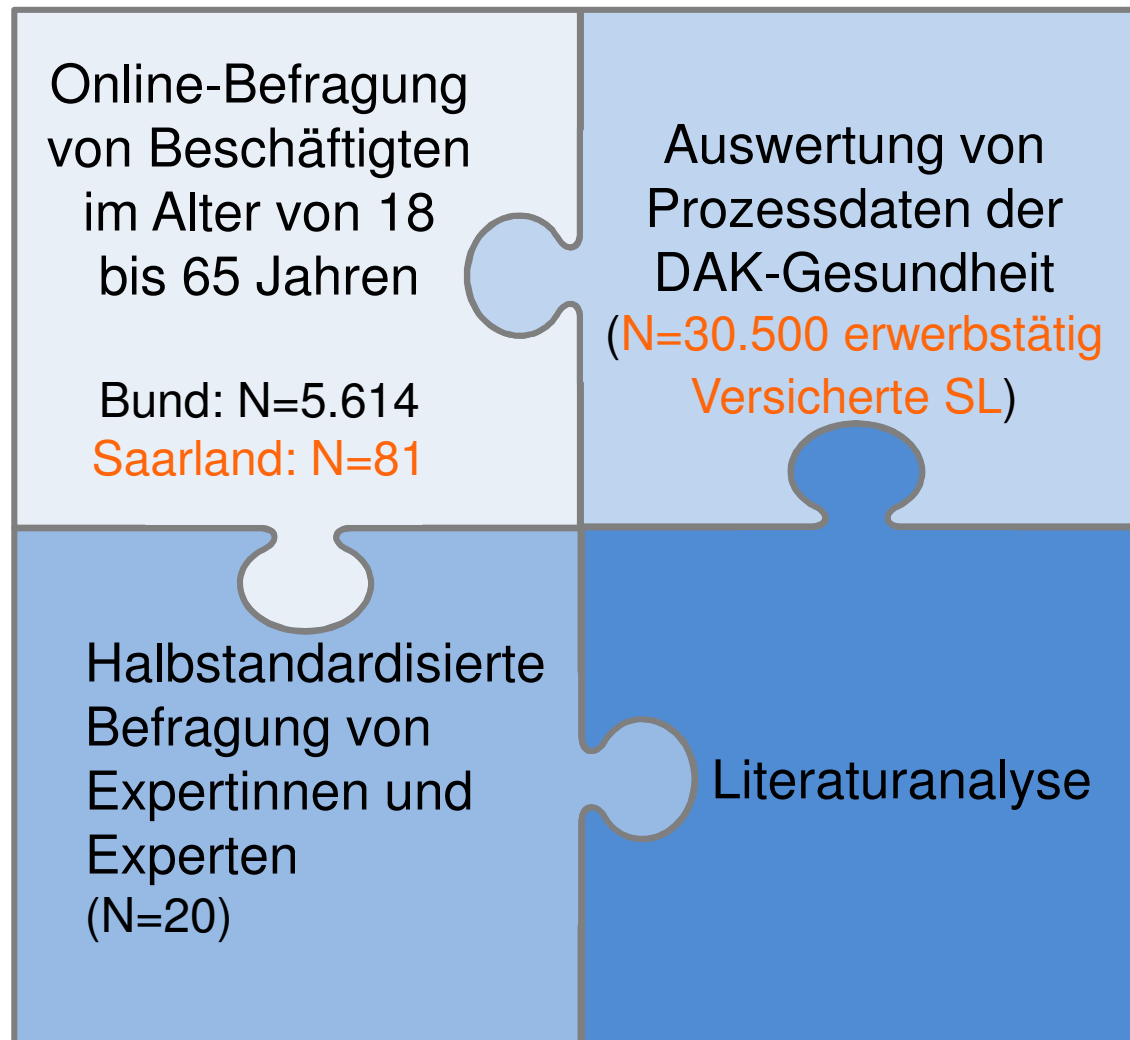 Online-Befragung
von Beschäftigten
im Alter von 18
bis 65 Jahren
Bund: N=5.614
Saarland: N=81
Auswertung von
Prozessdaten der
DAK-Gesundheit
(N=30.500 erwerbstätig
Versicherte SL)
Halbstandardisierte
Befragung von
Expertinnen und
Experten
(N=20)
Literaturanalyse